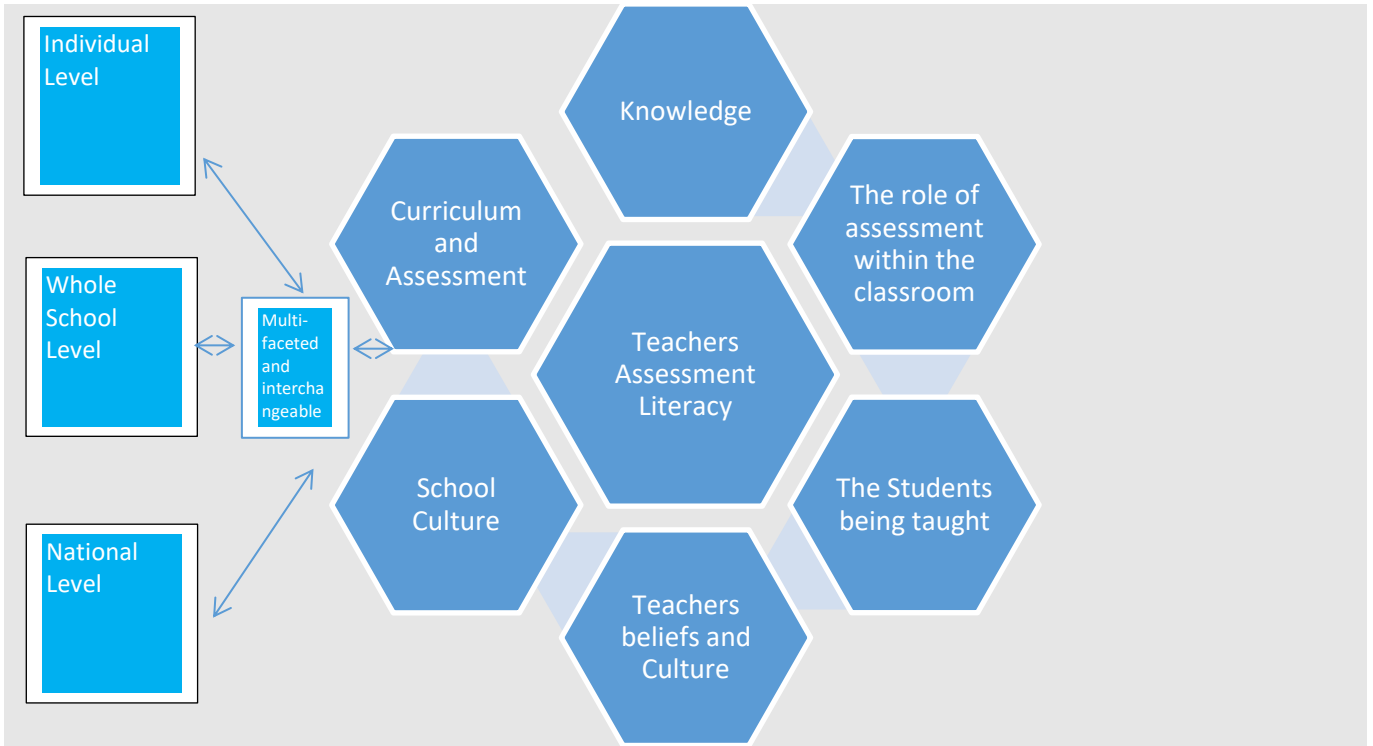 Individual
Level
Whole
School
Level
National
Level
Multi-
faceted
and
intercha
ngeable
Knowledge
The role of
assessment
within the
classroom
The Students
being taught
Teachers
beliefs and
Culture
School
Culture
Curriculum
and
Assessment
Teachers
Assessment
Literacy